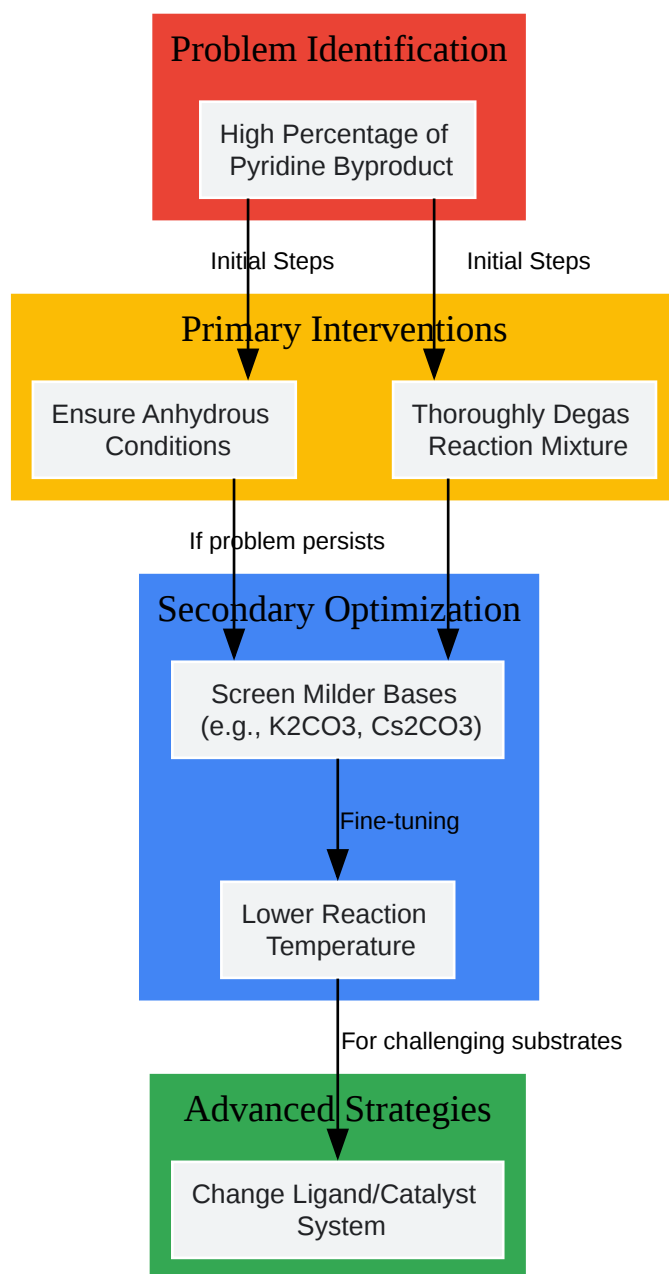 Problem Identification
High Percentage of
Pyridine Byproduct
Initial Steps
Initial Steps
Primary Interventions
Ensure Anhydrous
Conditions
Thoroughly Degas
Reaction Mixture
If problem persists
Secondary Optimization
Screen Milder Bases
(e.g., K2CO3, Cs2CO3)
Fine-tuning
Lower Reaction
Temperature
For challenging substrates
Advanced Strategies
Change Ligand/Catalyst
System